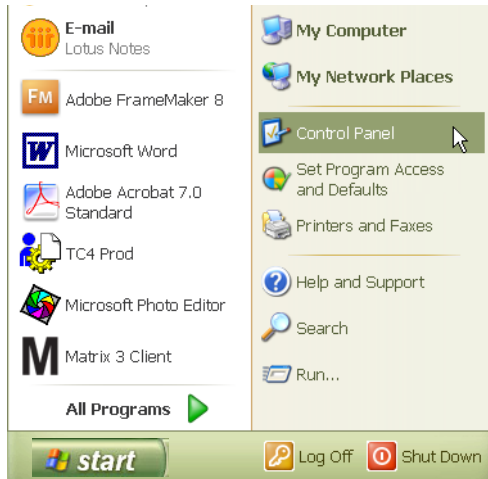 E-mail
Lotus Notes
FM
Adobe FrameMaker 8
W
Microsoft Word
Adobe Acrobat 7.0
Standard
TC4 Prod
Microsoft Photo Editor
M
Matrix 3 Client
All Programs
My Computer
My Network Places
Control Panel
Set Program Access
and Defaults
Printers and Faxes
Help and Support
Search
Run...
start
Log Off
Shut Down